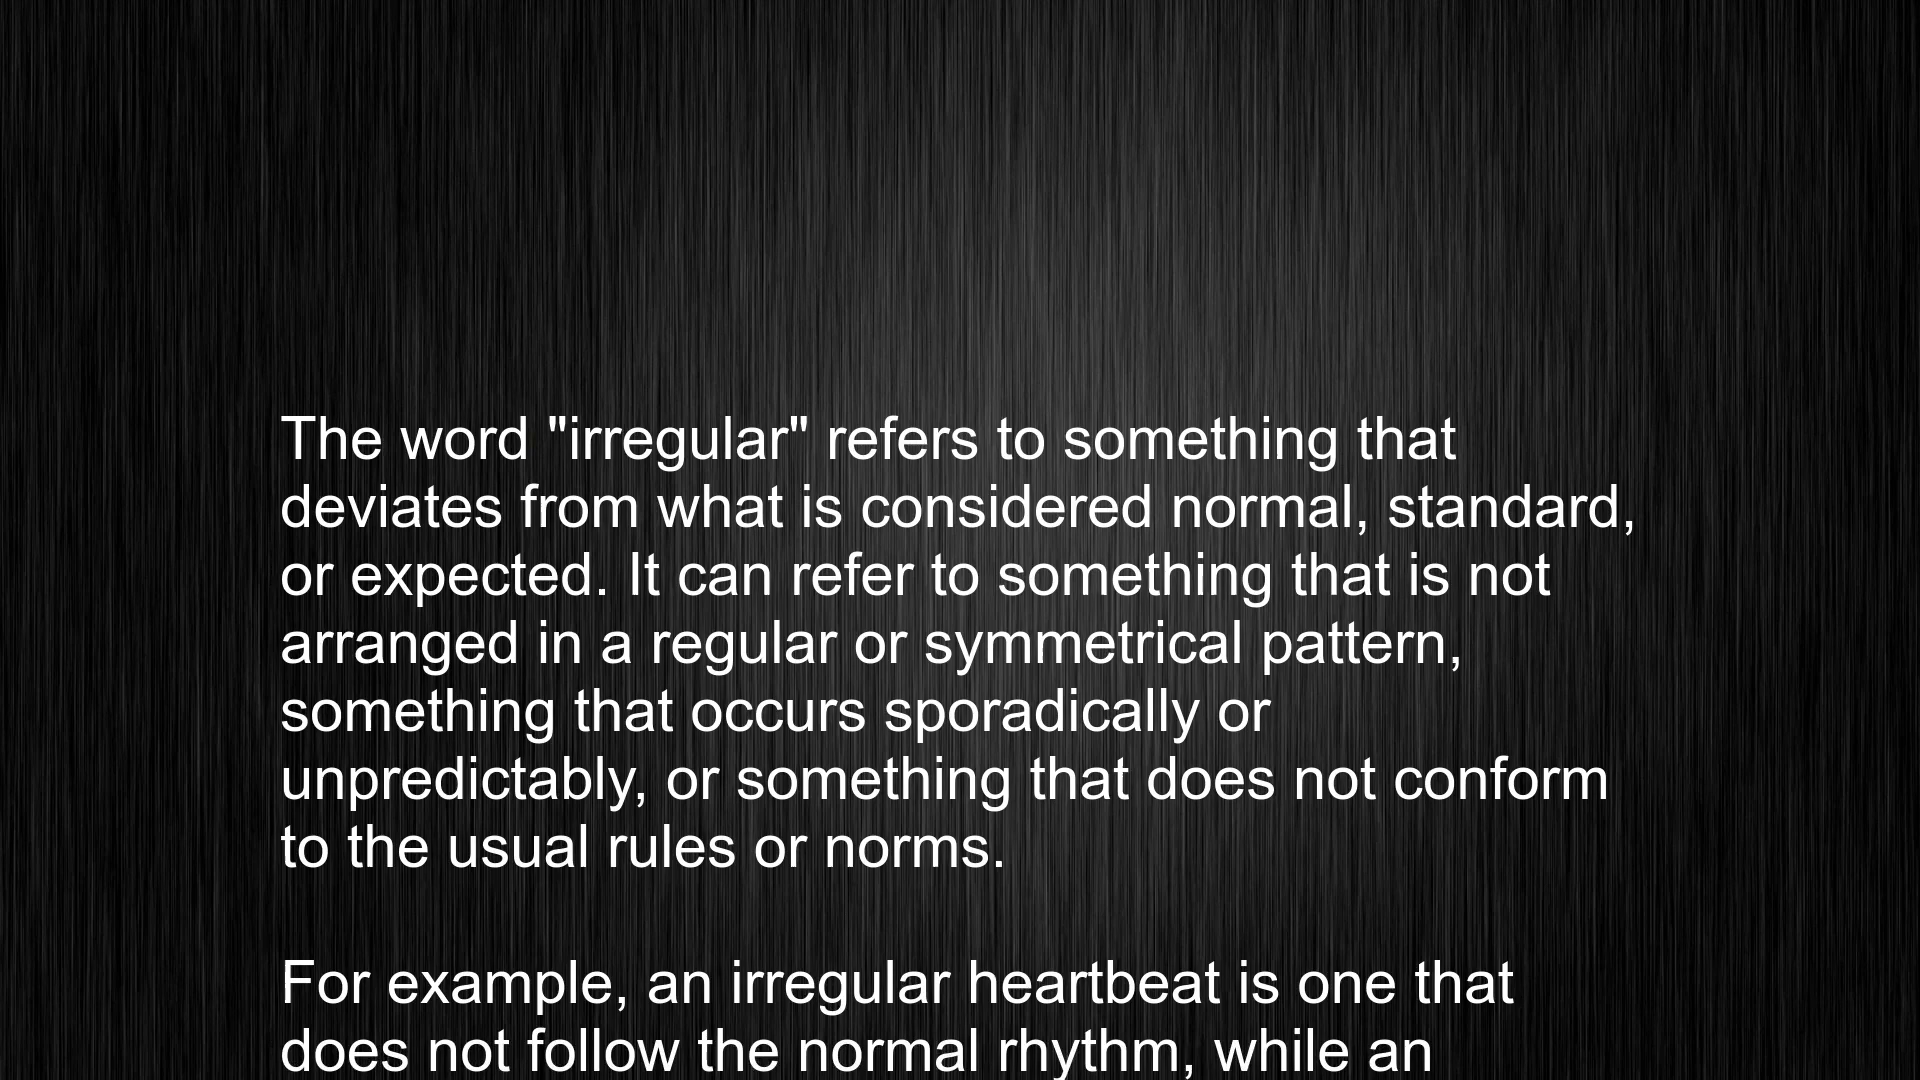 The word "irregular" refers to something that
deviates from what is considered normal, standard,
or expected. It can refer to something that is not
arranged in a regular or symmetrical pattern,
something that occurs sporadically or
unpredictably, or something that does not conform
to the usual rules or norms.
For example, an irregular heartbeat is one that
does not follow the normal rhythm, while an